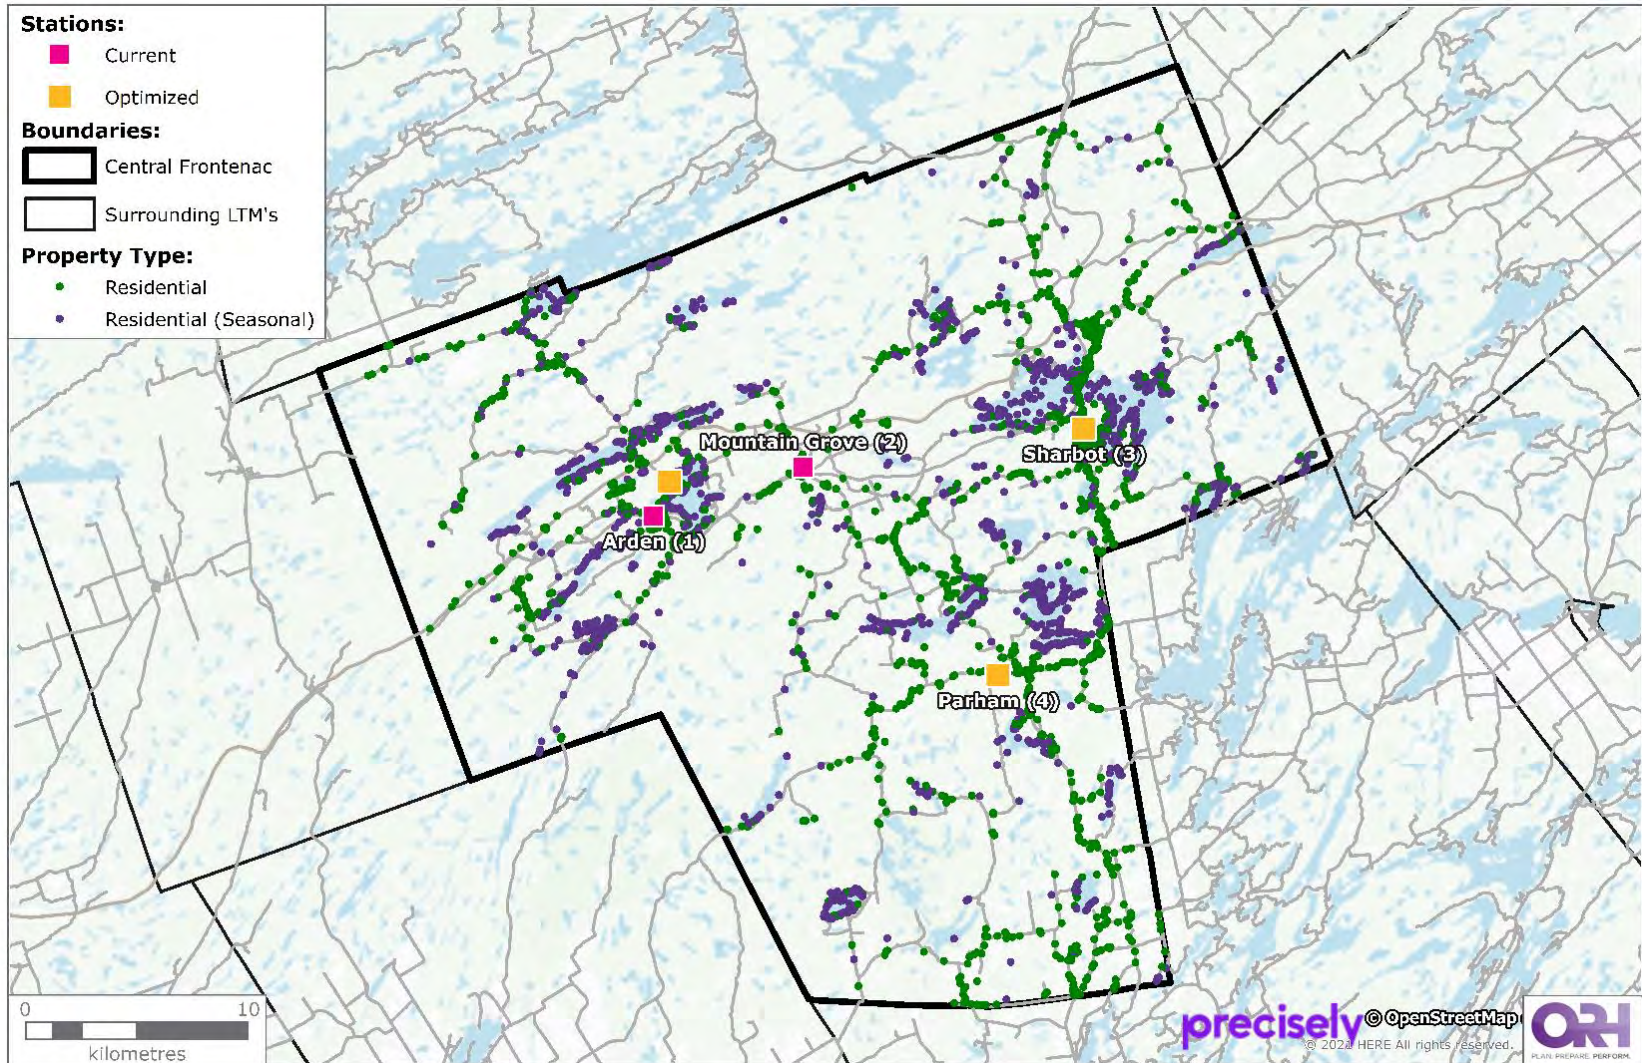 Stations:
Current
Optimized
Boundaries:
Central Frontenac
Surrounding LTM's
Property Type:
Residential
Residential (Seasonal)
Mountain Grove (2)
Sharbot (3)
Arden (1)
Parham (4)
0 10
kilometres
precisely © OpenStreetMap
© 2021 HERE All rights reserved.
ORH
PLAN. PREPARE. PERFORM.